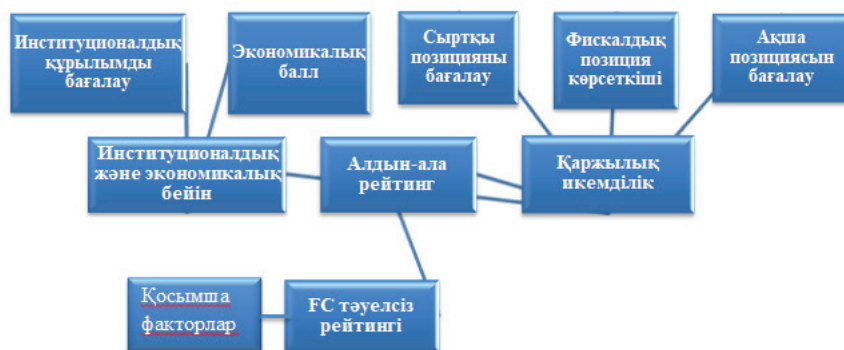 Институционалдық
құрылымды
бағалау
Экономикалық
балл
Сыртқы
позицияны
бағалау
Фискалдық
позиция
көрсеткіші
Ақша
позициясын
бағалау
Институционалдық
және экономикалық
бейін
Алдын-ала
рейтинг
Қаржылық
икемділік
Қосымша
факторлар
FC тәуелсіз
рейтингі